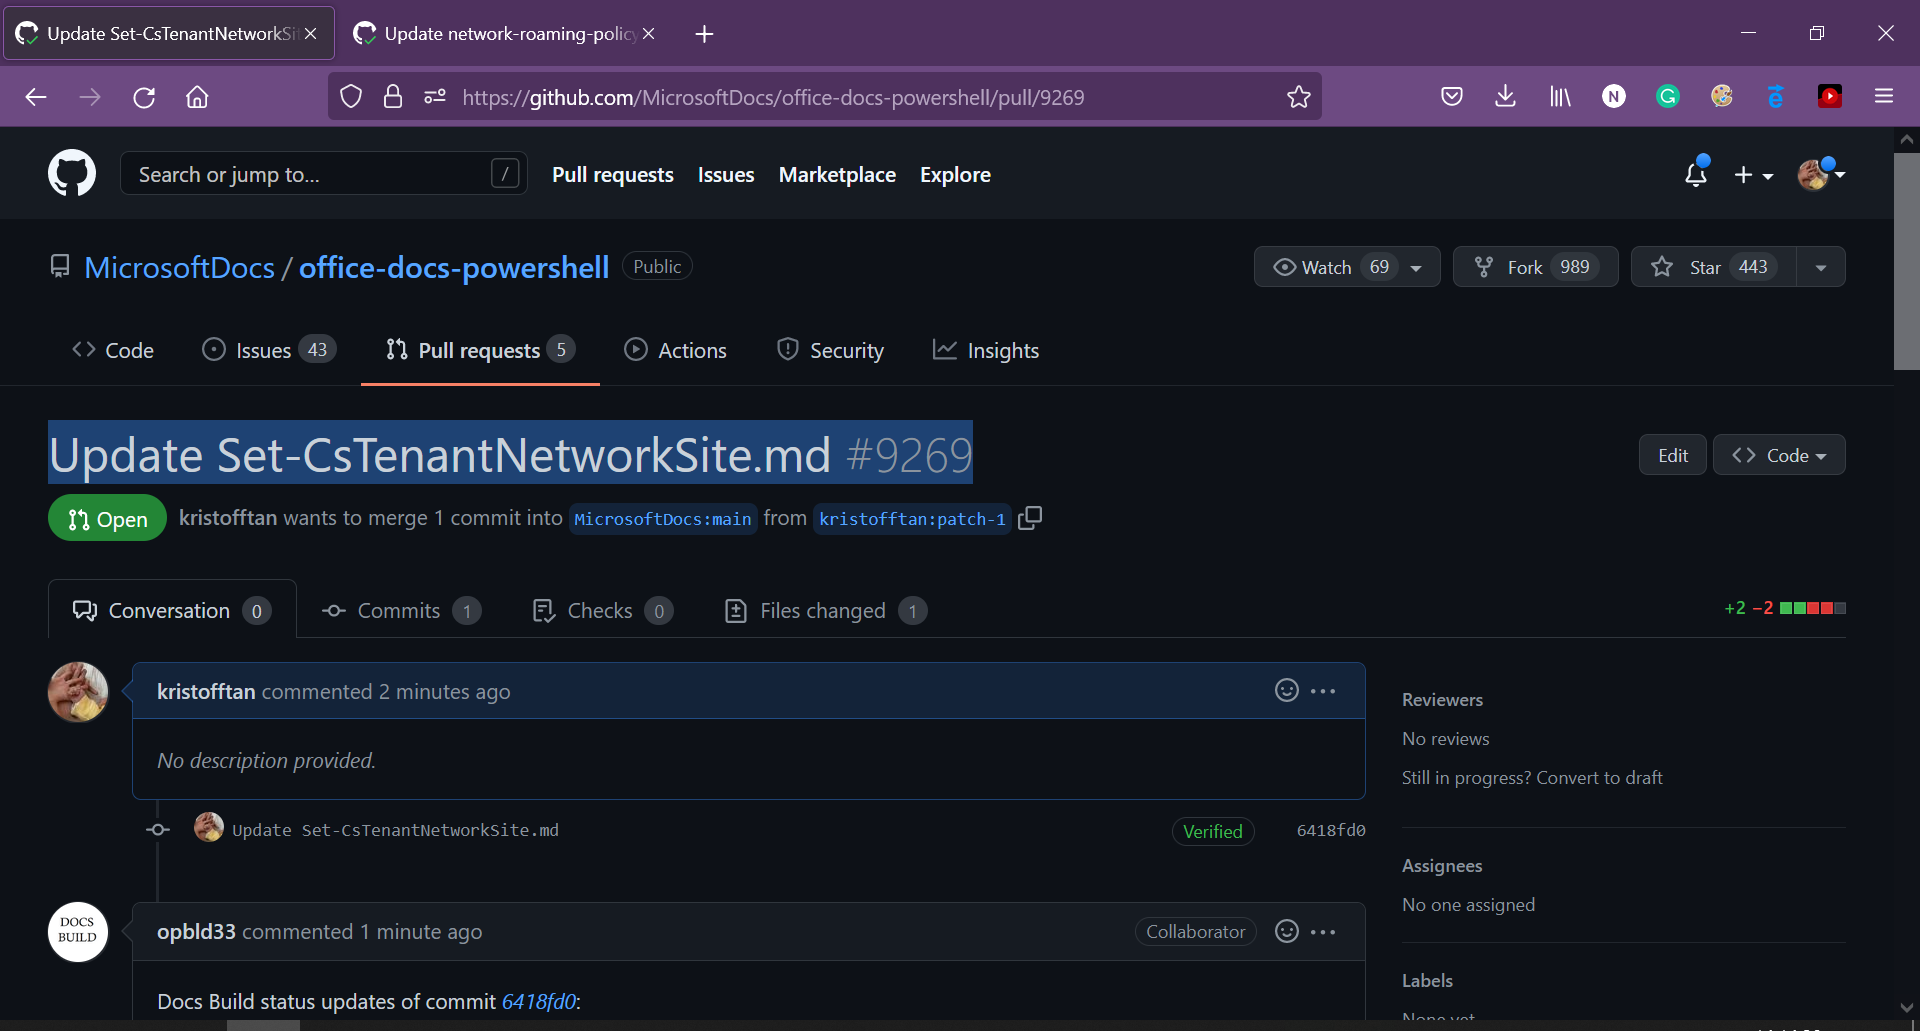 Update Set-CsTenantNetworkSi
Update network-roaming-policy
https://github.com/MicrosoftDocs/office-docs-powershell/pull/9269
N
G
Search or jump to...
/
Pull requests
Issues
Marketplace
Explore
MicrosoftDocs / office-docs-powershell
Public
Watch 69
Fork 989
Star 443
Code
Issues 43
Pull requests 5
Actions
Security
Insights
Update Set-CsTenantNetworkSite.md #9269
Edit
Code
Open
kristofftan wants to merge 1 commit into MicrosoftDocs:main from kristofftan:patch-1
Conversation 0
Commits 1
Checks 0
Files changed 1
+2 −2
kristofftan commented 2 minutes ago
No description provided.
Update Set-CsTenantNetworkSite.md
Verified
6418fd0
DOCS
BUILD
opbld33 commented 1 minute ago
Collaborator
Docs Build status updates of commit 6418fd0:
Reviewers
No reviews
Still in progress? Convert to draft
Assignees
No one assigned
Labels
None yet